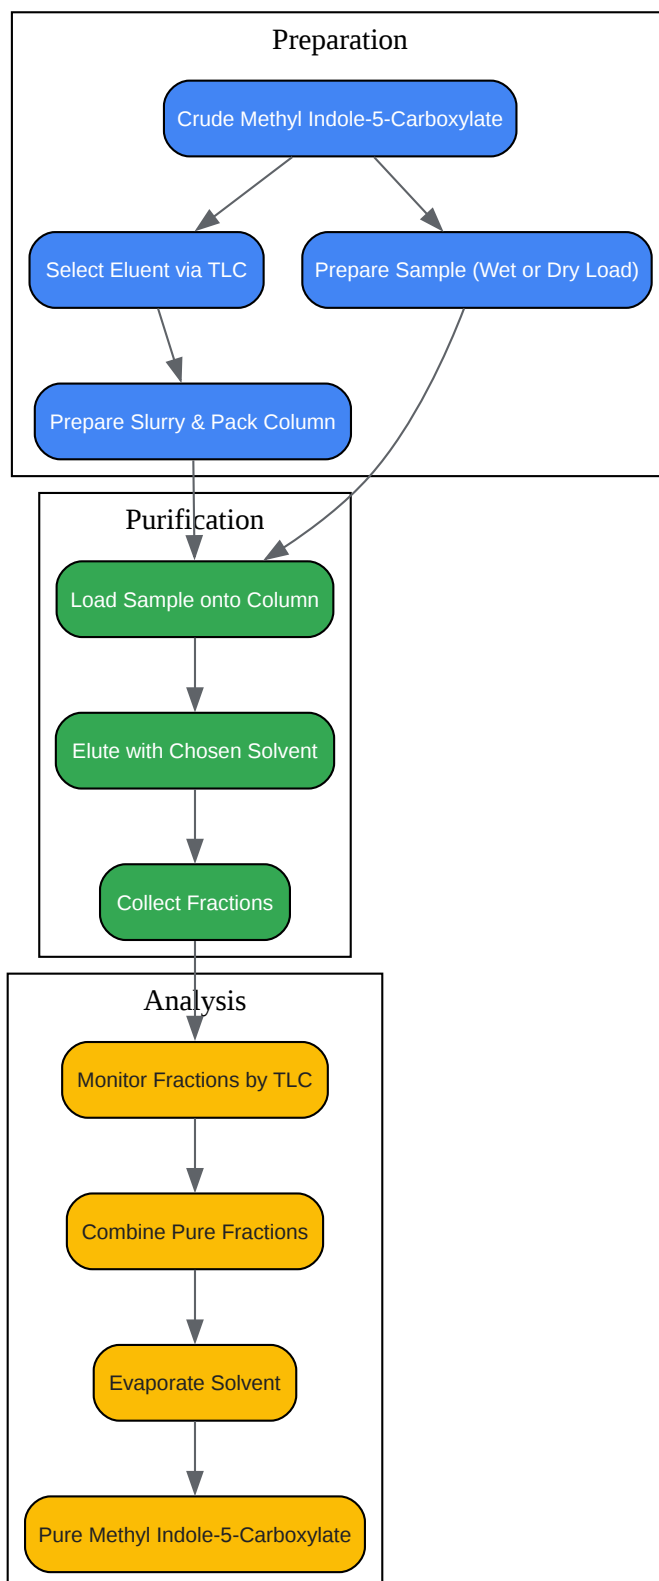 Preparation
Crude Methyl Indole-5-Carboxylate
Select Eluent via TLC
Prepare Sample (Wet or Dry Load)
Prepare Slurry & Pack Column
Purification
Load Sample onto Column
Elute with Chosen Solvent
Collect Fractions
Analysis
Monitor Fractions by TLC
Combine Pure Fractions
Evaporate Solvent
Pure Methyl Indole-5-Carboxylate